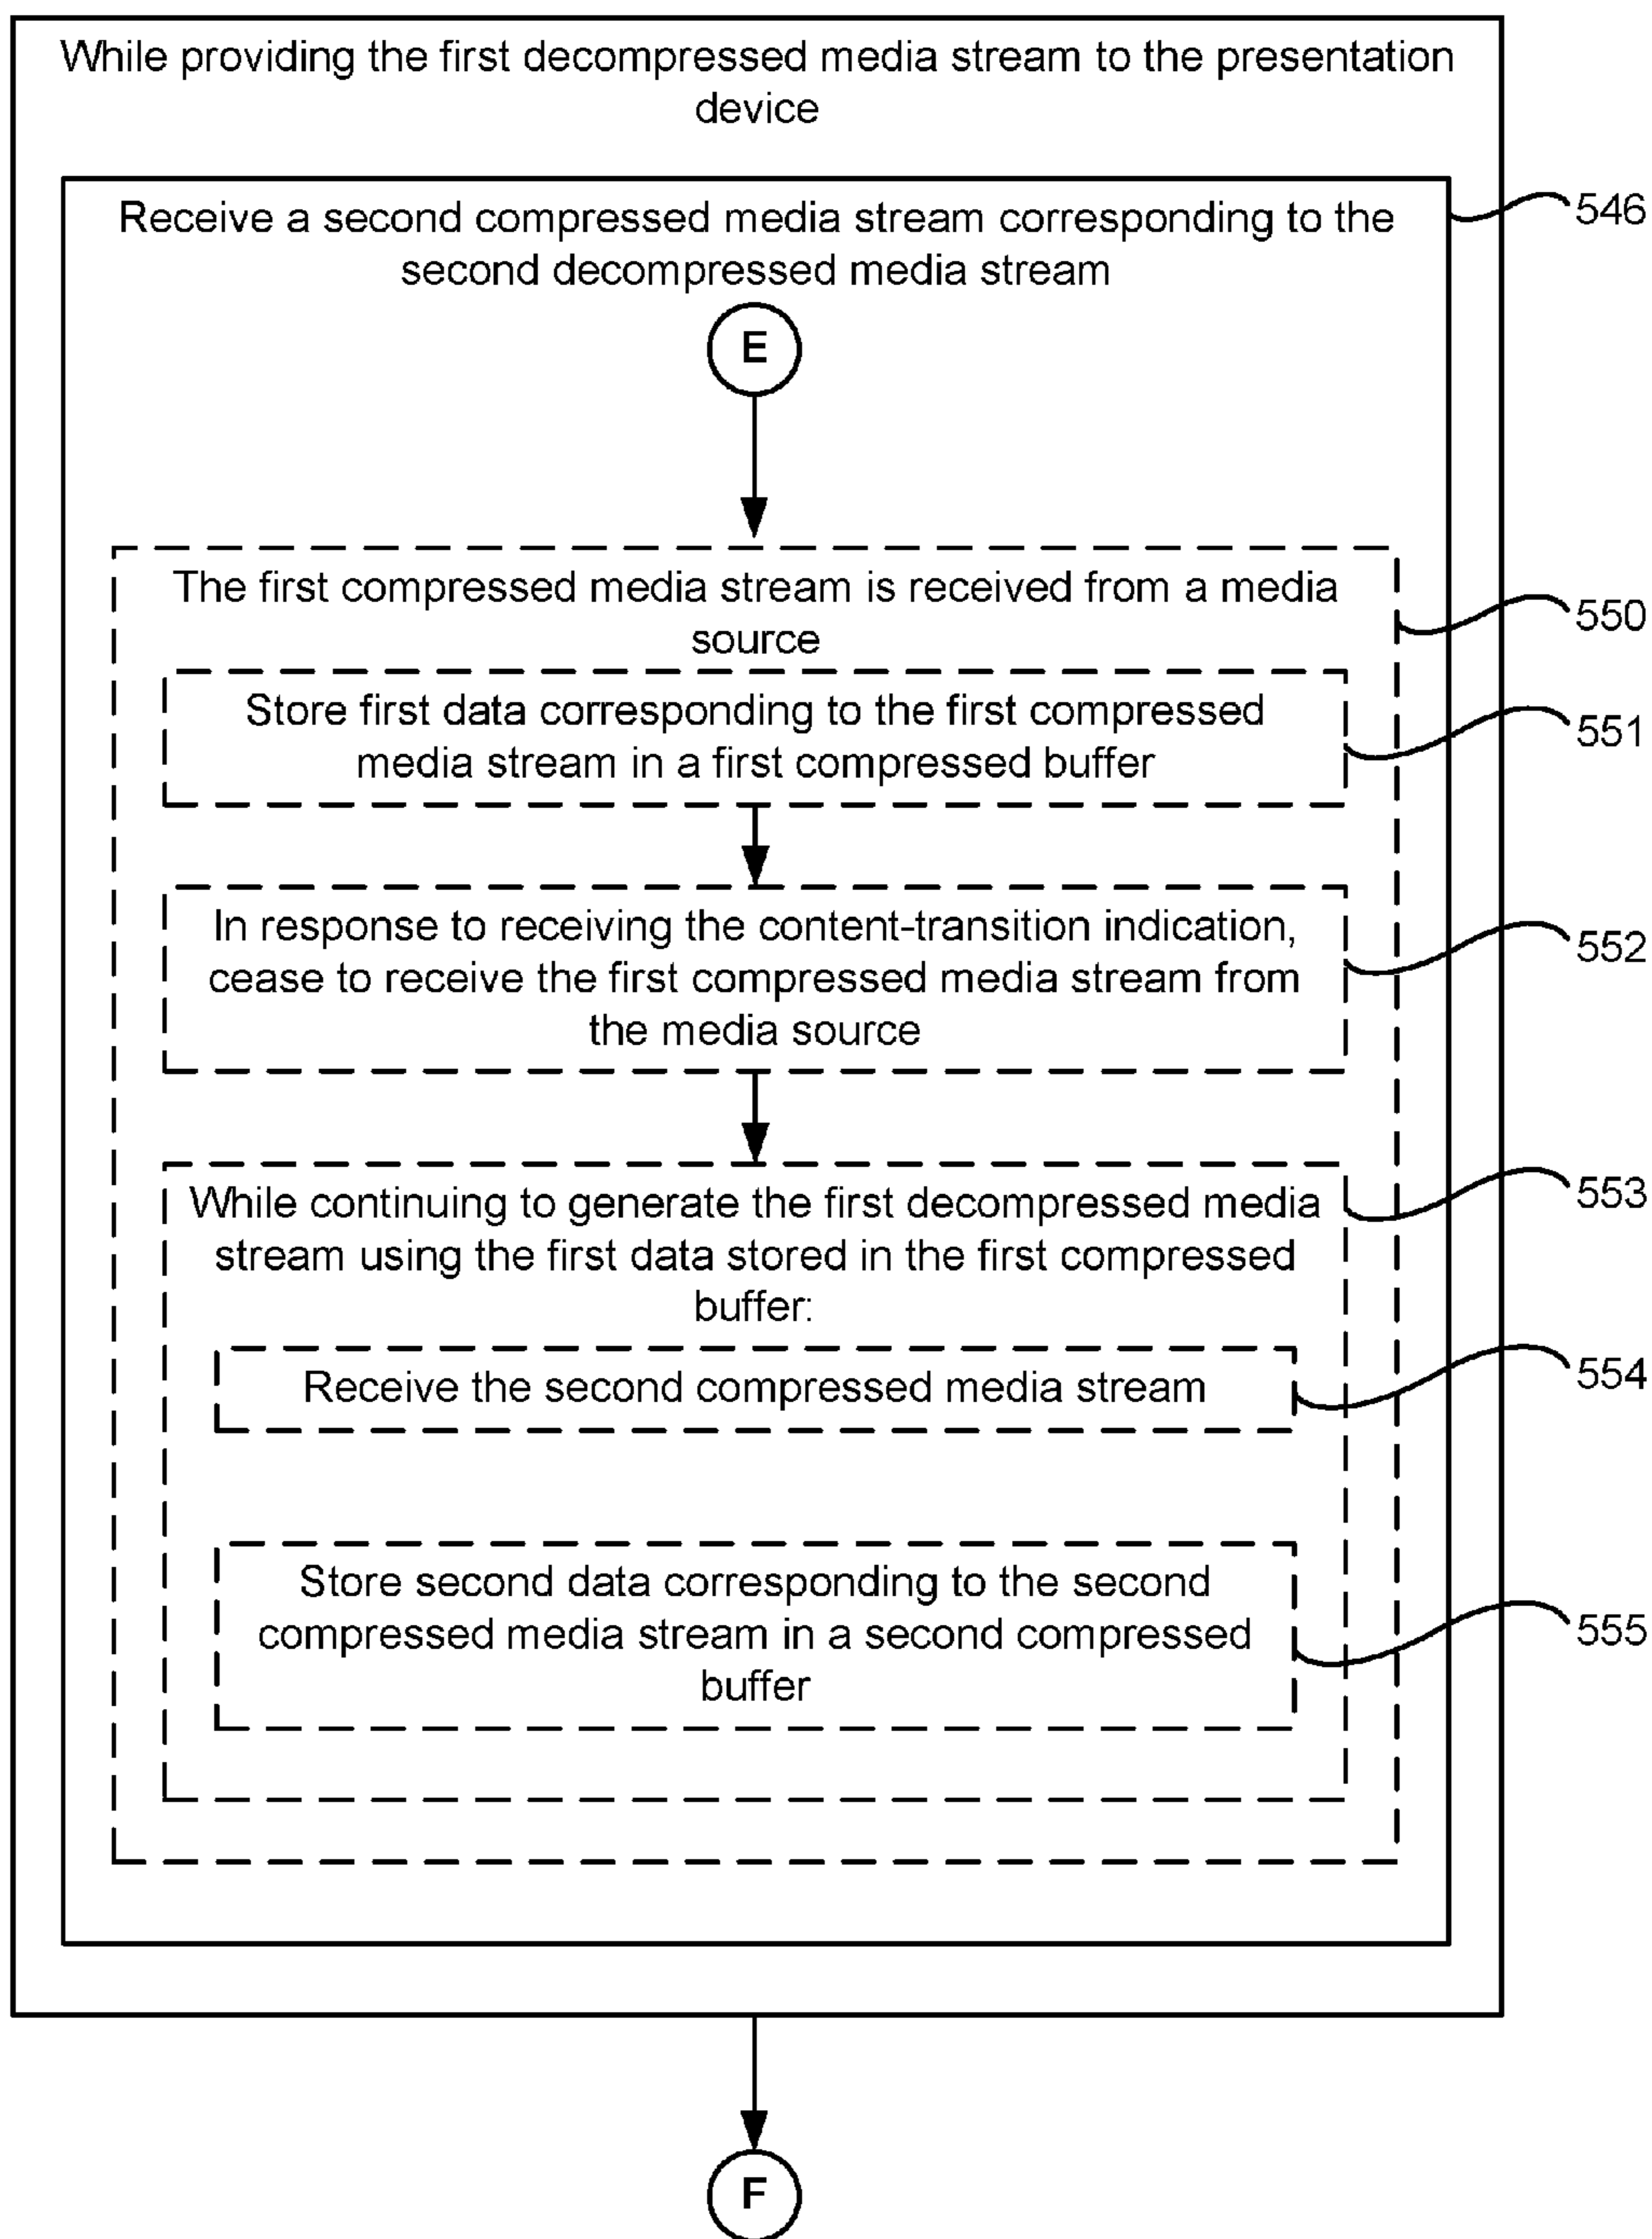 While providing the first decompressed media stream to the presentation
device
Receive a second compressed media stream corresponding to the
second decompressed media stream
546
E
The first compressed media stream is received from a media
source
550
Store first data corresponding to the first compressed
media stream in a first compressed buffer
551
In response to receiving the content-transition indication,
cease to receive the first compressed media stream from
the media source
552
While continuing to generate the first decompressed media
stream using the first data stored in the first compressed
buffer:
553
Receive the second compressed media stream
554
Store second data corresponding to the second
compressed media stream in a second compressed
buffer
555
F